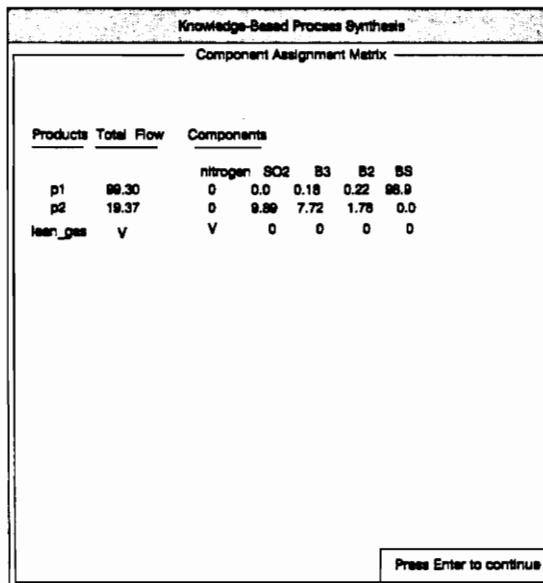 Knowledge-Based Process Synthesis
Component Assignment Matrix
Products Total Flow Components
nitrogen SO2 B3 B2 BS
p1 99.30 0 0.0 0.18 0.22 98.9
p2 19.37 0 9.89 7.72 1.78 0.0
lean_gas V V 0 0 0 0
Press Enter to continue